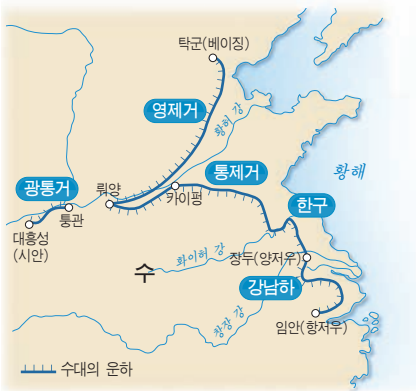 탁군(베이징)
영제거
황허 강
황해
광통거
뤄양
통제거
카이펑
퉁관
한구
대흥성
(시안)
수
화이허 강
장두(양저우)
강남하
창장 강
임안(항저우)
수대의 운하